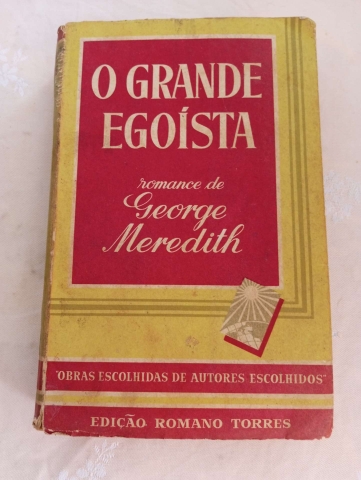 O GRANDE
EGOÍSTA
romance de
George
Meredith
"OBRAS ESCOLHIDAS DE AUTORES ESCOLHIDOS"
EDIÇÃO ROMANO TORRES